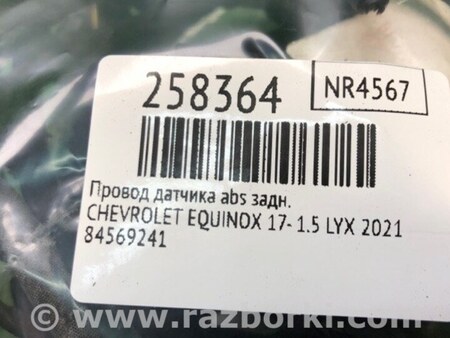 258364
NR4567
Провод датчика abs задн.
CHEVROLET EQUINOX 17- 1.5 LYX 2021
84569241
© www.razborki.com